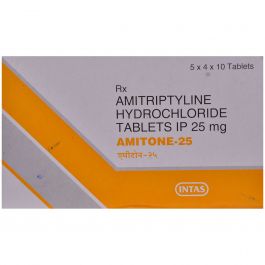 5 x 4 x 10 Tablets
Rx
AMITRIPTYLINE
HYDROCHLORIDE
TABLETS IP 25 mg
AMITONE-25
एमीटोन-२५
INTAS